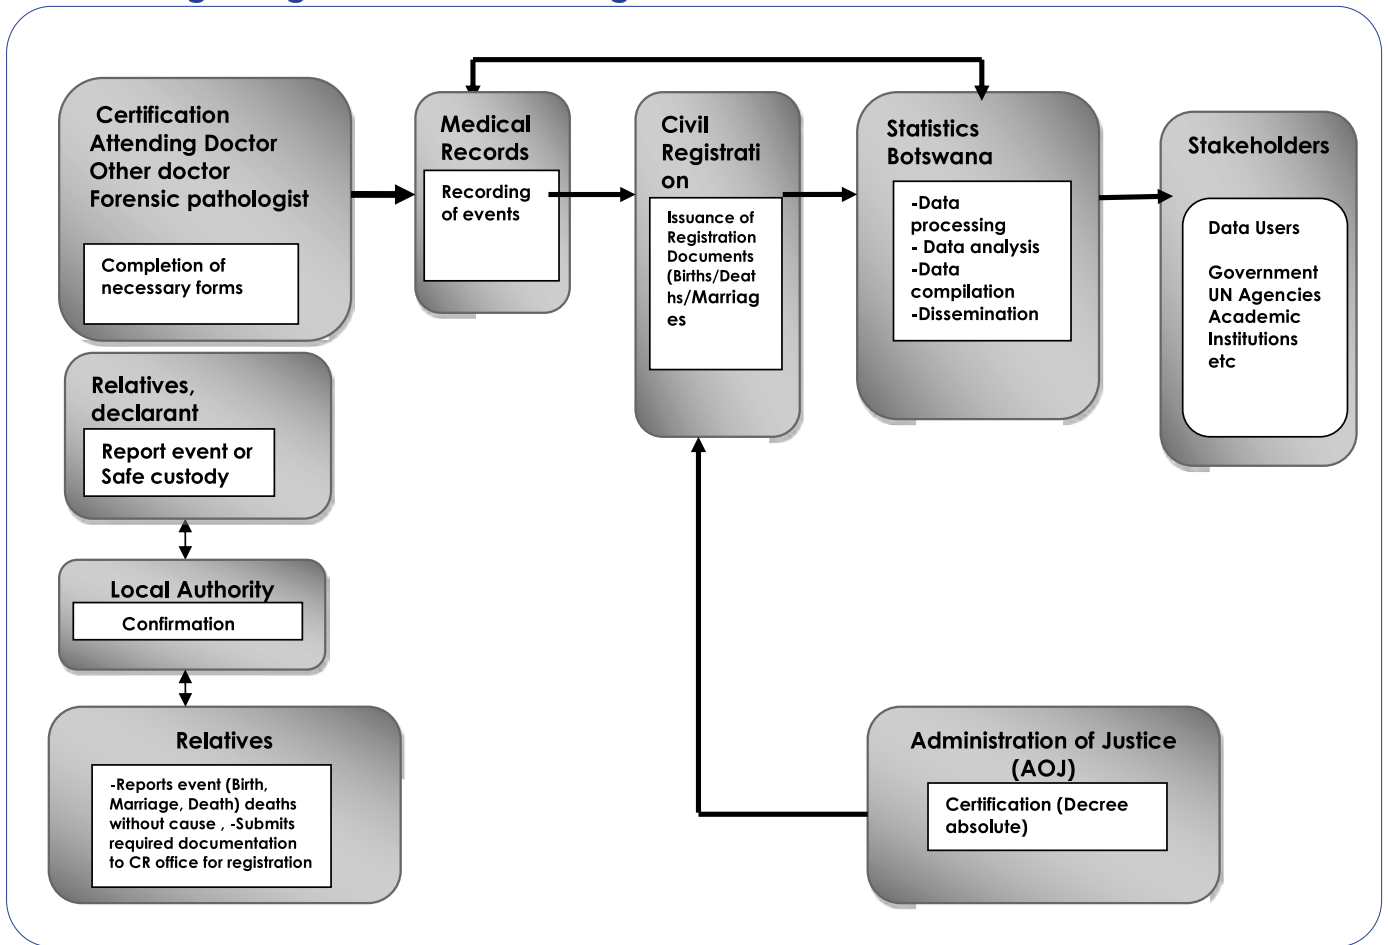 Certification
Attending Doctor
Other doctor
Forensic pathologist
Completion of
necessary forms
Medical
Records
Recording
of events
Civil
Registrati
on
Issuance of
Registration
Documents
(Births/Deat
hs/Marriag
es
Statistics
Botswana
-Data
processing
- Data analysis
-Data
compilation
-Dissemination
Stakeholders
Data Users
Government
UN Agencies
Academic
Institutions
etc
Relatives,
declarant
Report event or
Safe custody
Local Authority
Confirmation
Relatives
-Reports event (Birth,
Marriage, Death) deaths
without cause , -Submits
required documentation
to CR office for registration
Administration of Justice
(AOJ)
Certification (Decree
absolute)